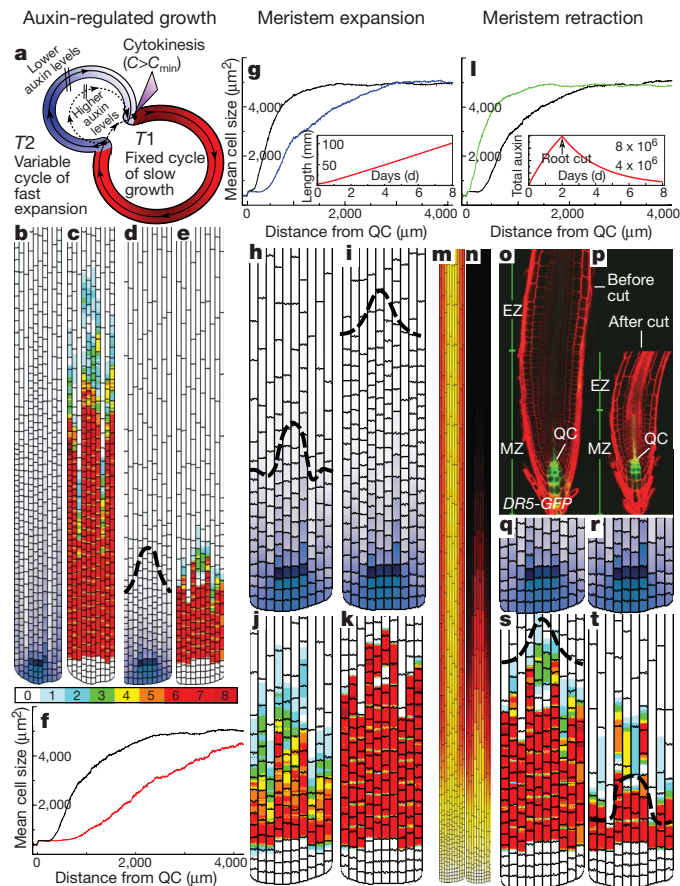 Auxin-regulated growth
Meristem expansion
Meristem retraction
a
Lower auxin levels
Higher auxin levels
Cytokinesis
(C>Cmin)
T2
Variable cycle of fast expansion
T1
Fixed cycle of slow growth
b
c
d
e
0 1 2 3 4 5 6 7 8
f
Mean cell size (μm²)
4,000
2,000
0
2,000
4,000
Distance from QC (μm)
g
Mean cell size (μm²)
4,000
2,000
Length (mm)
100
50
0
Days (d)
8
0
2,000
4,000
Distance from QC (μm)
l
4,000
2,000
Total auxin
8 × 10⁶
4 × 10⁶
Root cut
Days (d)
0 2 4 6 8
0
2,000
4,000
Distance from QC (μm)
h
i
j
k
m
n
o
p
EZ
MZ
QC
DR5-GFP
Before cut
After cut
EZ
MZ
QC
q
r
s
t